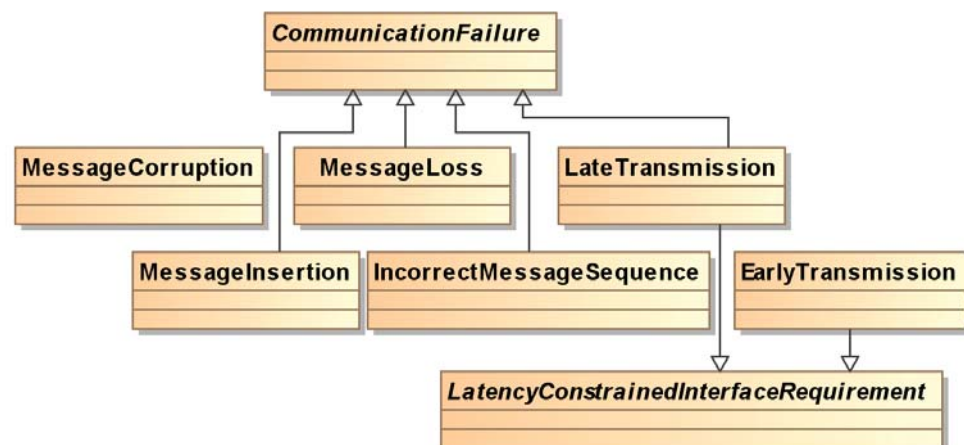 CommunicationFailure
MessageCorruption
MessageLoss
LateTransmission
MessageInsertion
IncorrectMessageSequence
EarlyTransmission
LatencyConstrainedInterfaceRequirement